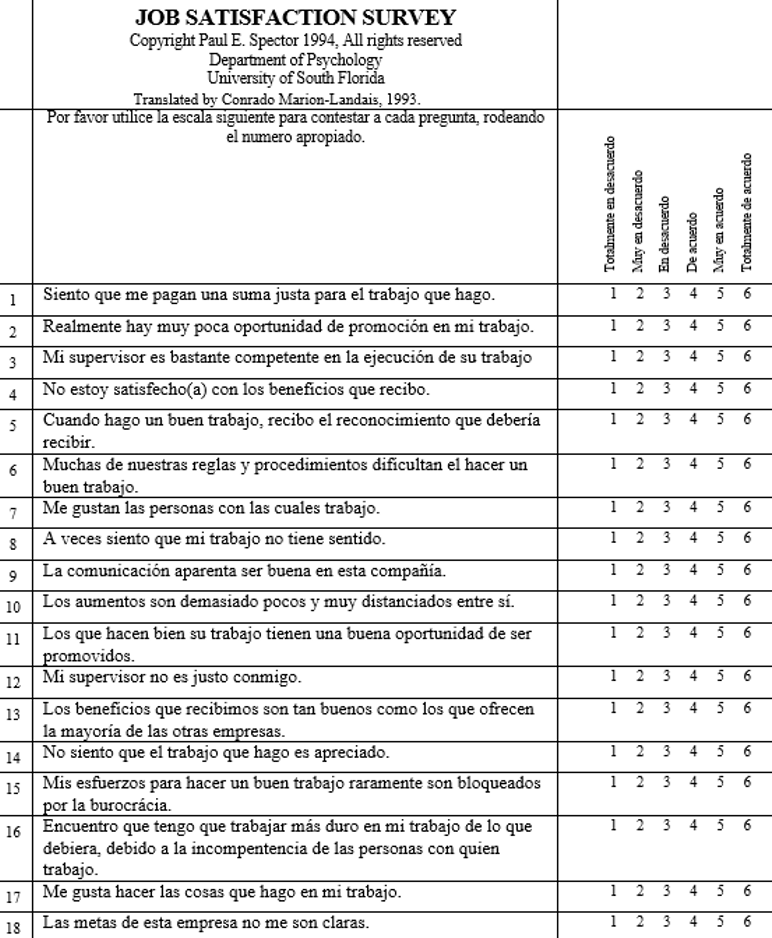 JOB SATISFACTION SURVEY
Copyright Paul E. Spector 1994, All rights reserved
Department of Psychology
University of South Florida
Translated by Conrado Marion-Landais, 1993.
Por favor utilice la escala siguiente para contestar a cada pregunta, rodeando
el numero apropiado.
Totalmente en desacuerdo
Muy en desacuerdo
En desacuerdo
De acuerdo
Muy en acuerdo
Totalmente de acuerdo
1 Siento que me pagan una suma justa para el trabajo que hago. 1 2 3 4 5 6
2 Realmente hay muy poca oportunidad de promoción en mi trabajo. 1 2 3 4 5 6
3 Mi supervisor es bastante competente en la ejecución de su trabajo 1 2 3 4 5 6
4 No estoy satisfecho(a) con los beneficios que recibo. 1 2 3 4 5 6
5 Cuando hago un buen trabajo, recibo el reconocimiento que debería 1 2 3 4 5 6
recibir.
6 Muchas de nuestras reglas y procedimientos dificultan el hacer un 1 2 3 4 5 6
buen trabajo.
7 Me gustan las personas con las cuales trabajo. 1 2 3 4 5 6
8 A veces siento que mi trabajo no tiene sentido. 1 2 3 4 5 6
9 La comunicación aparenta ser buena en esta compañía. 1 2 3 4 5 6
10 Los aumentos son demasiado pocos y muy distanciados entre sí. 1 2 3 4 5 6
11 Los que hacen bien su trabajo tienen una buena oportunidad de ser 1 2 3 4 5 6
promovidos.
12 Mi supervisor no es justo conmigo. 1 2 3 4 5 6
13 Los beneficios que recibimos son tan buenos como los que ofrecen 1 2 3 4 5 6
la mayoría de las otras empresas.
14 No siento que el trabajo que hago es apreciado. 1 2 3 4 5 6
15 Mis esfuerzos para hacer un buen trabajo raramente son bloqueados 1 2 3 4 5 6
por la burocrácia.
16 Encuentro que tengo que trabajar más duro en mi trabajo de lo que 1 2 3 4 5 6
debiera, debido a la incompentencia de las personas con quien
trabajo.
17 Me gusta hacer las cosas que hago en mi trabajo. 1 2 3 4 5 6
18 Las metas de esta empresa no me son claras. 1 2 3 4 5 6